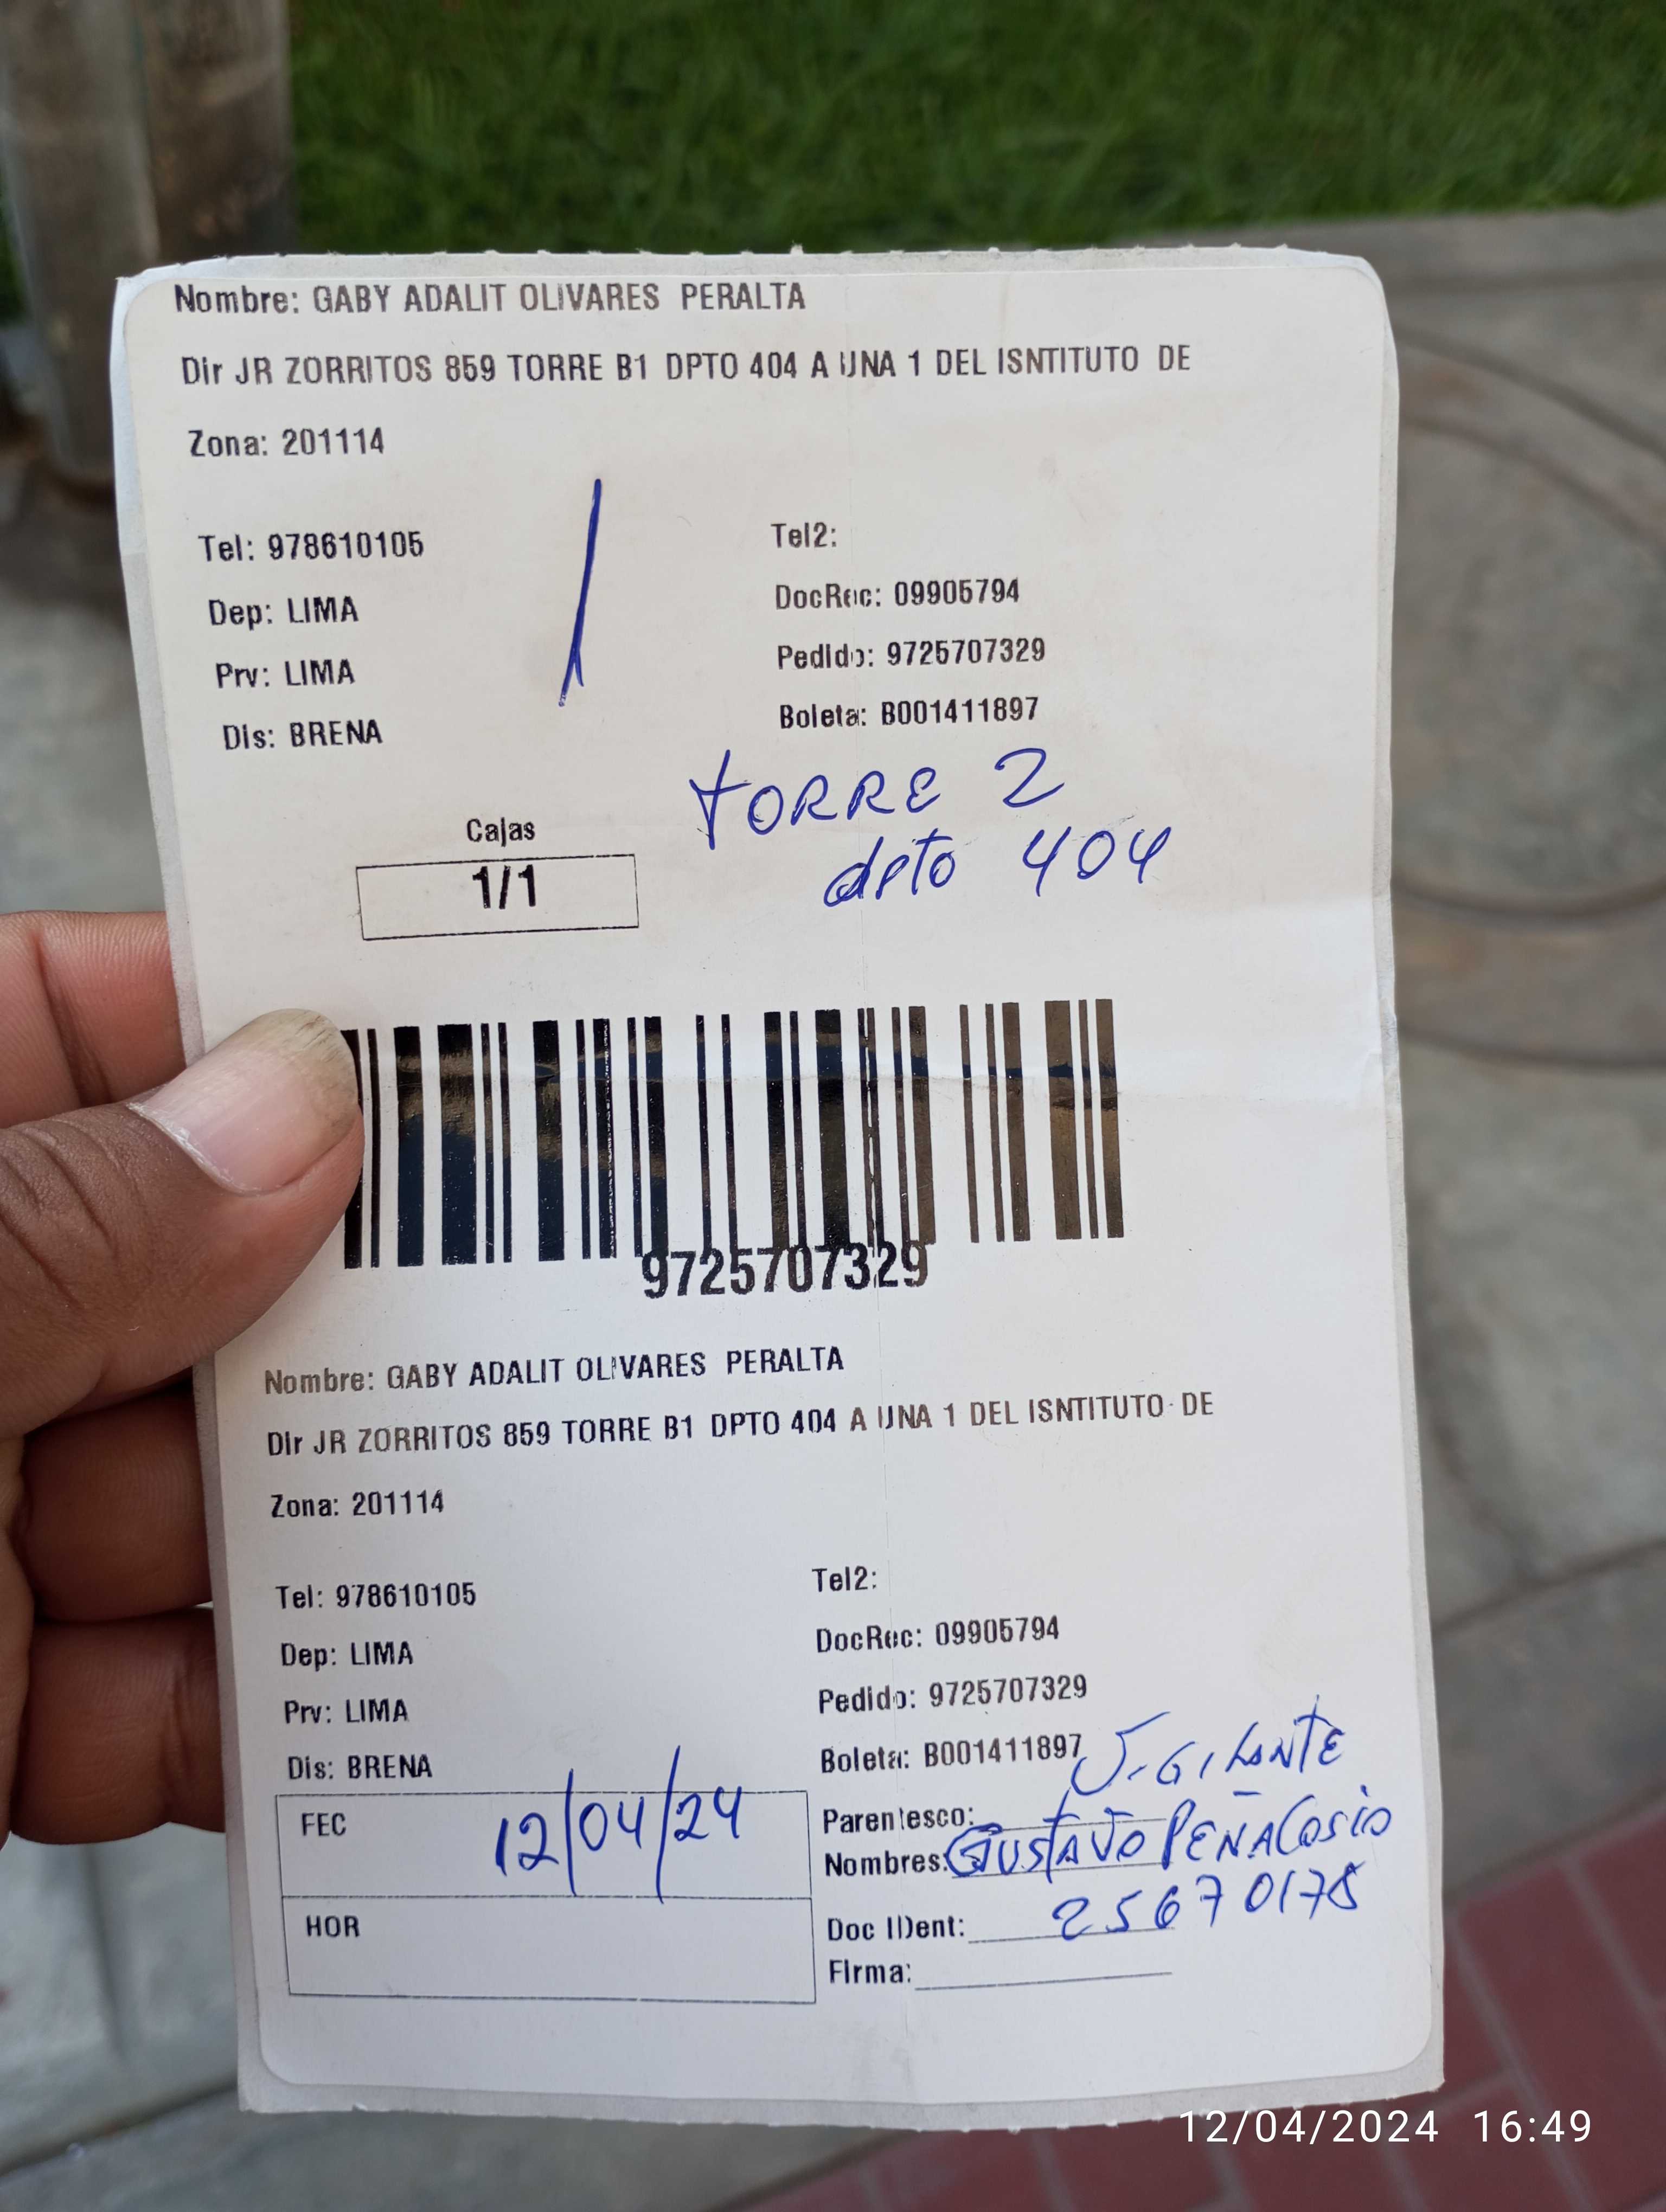 Nombre: GABY ADALIT OLIVARES PERALTA
Dir JR ZORRITOS 859 TORRE B1 DPTO 404 A UNA 1 DEL ISNTITUTO DE
Zona: 201114
Tel: 978610105
Tel2:
Dep: LIMA
DocRec: 09905794
Prv: LIMA
Pedido: 9725707329
Dis: BRENA
Boleta: B001411897
TORRE 2
dpto 404
Cajas
1/1
9725707329
Nombre: GABY ADALIT OLIVARES PERALTA
Dir JR ZORRITOS 859 TORRE B1 DPTO 404 A UNA 1 DEL ISNTITUTO DE
Zona: 201114
Tel: 978610105
Tel2:
Dep: LIMA
DocRec: 09905794
Prv: LIMA
Pedido: 9725707329
Dis: BRENA
Boleta: B001411897
ViGiLANTE
FEC 12/04/24
Parentesco:
Nombres: GUSTAVO PEÑA COSiO
HOR
Doc IDent: 25670178
Firma:
12/04/2024 16:49